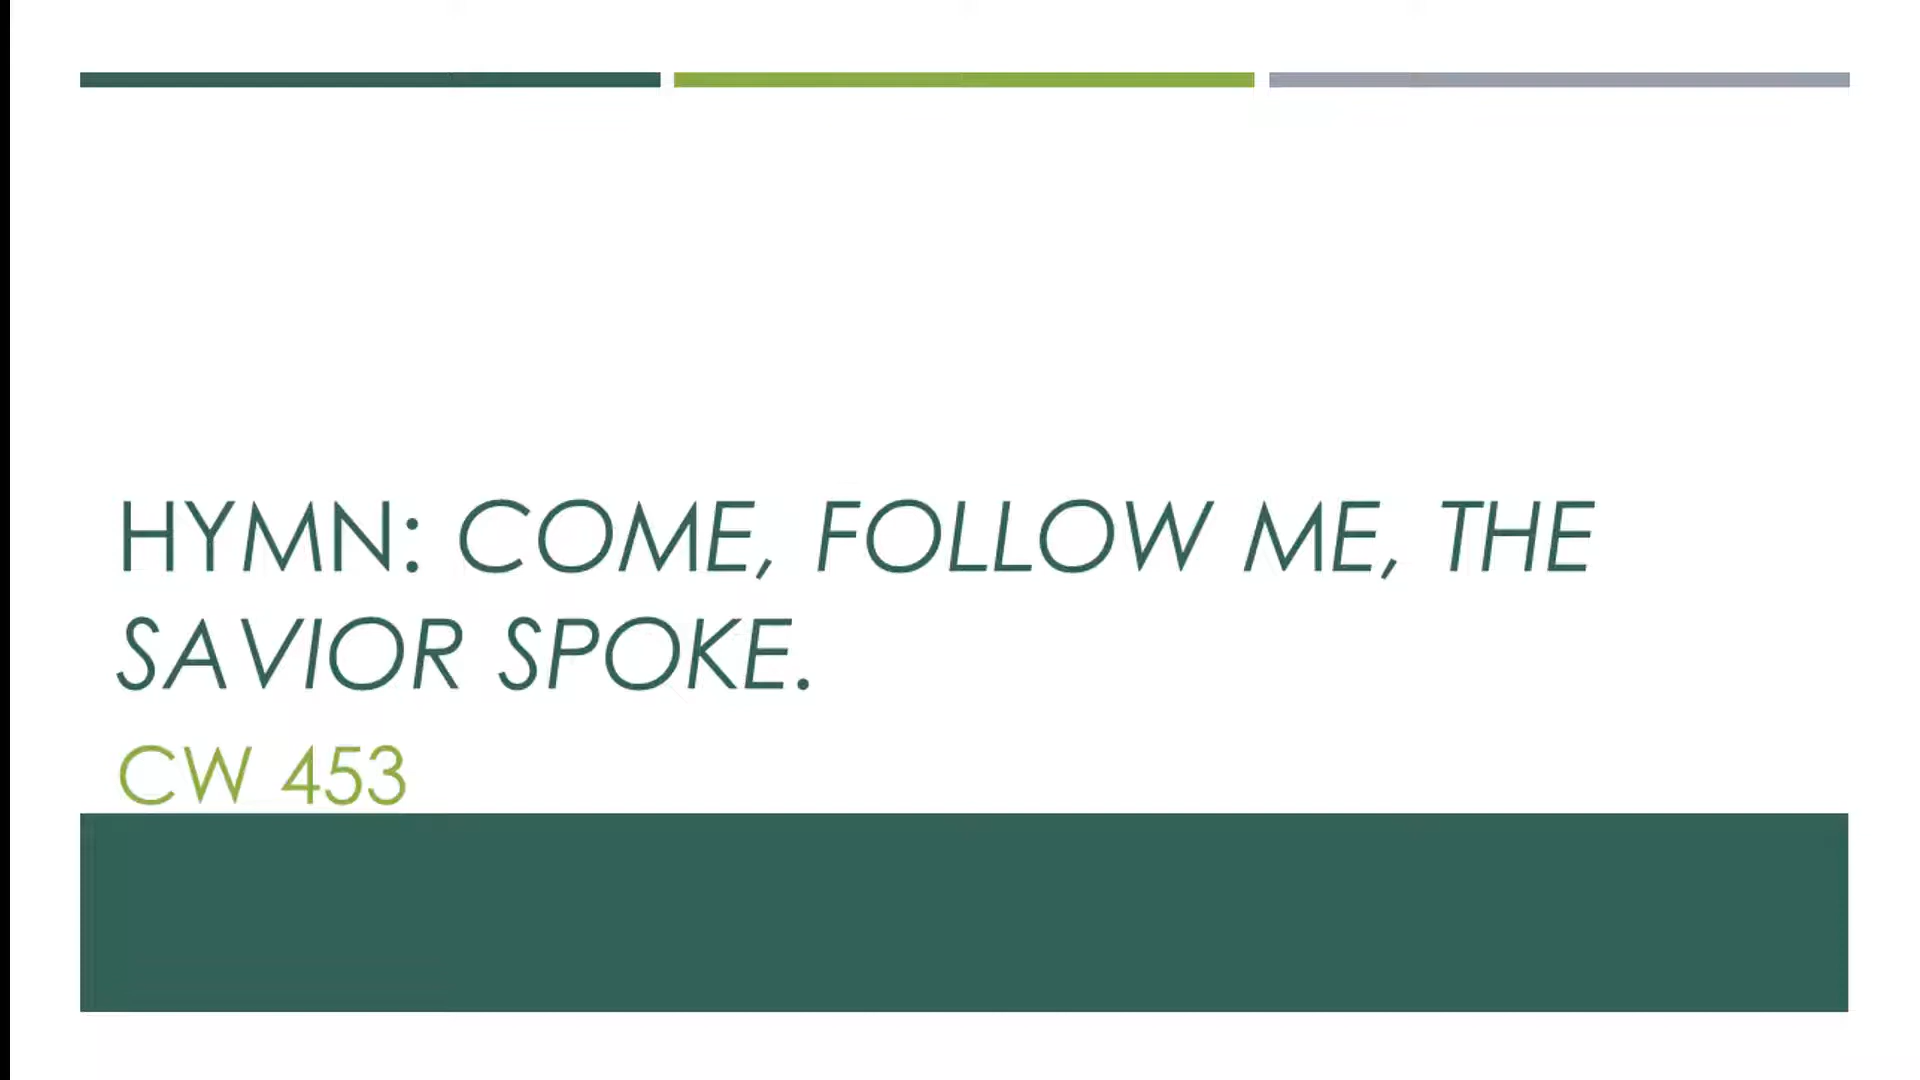 HYMN: COME, FOLLOW ME, THE
SAVIOR SPOKE.
CW 453